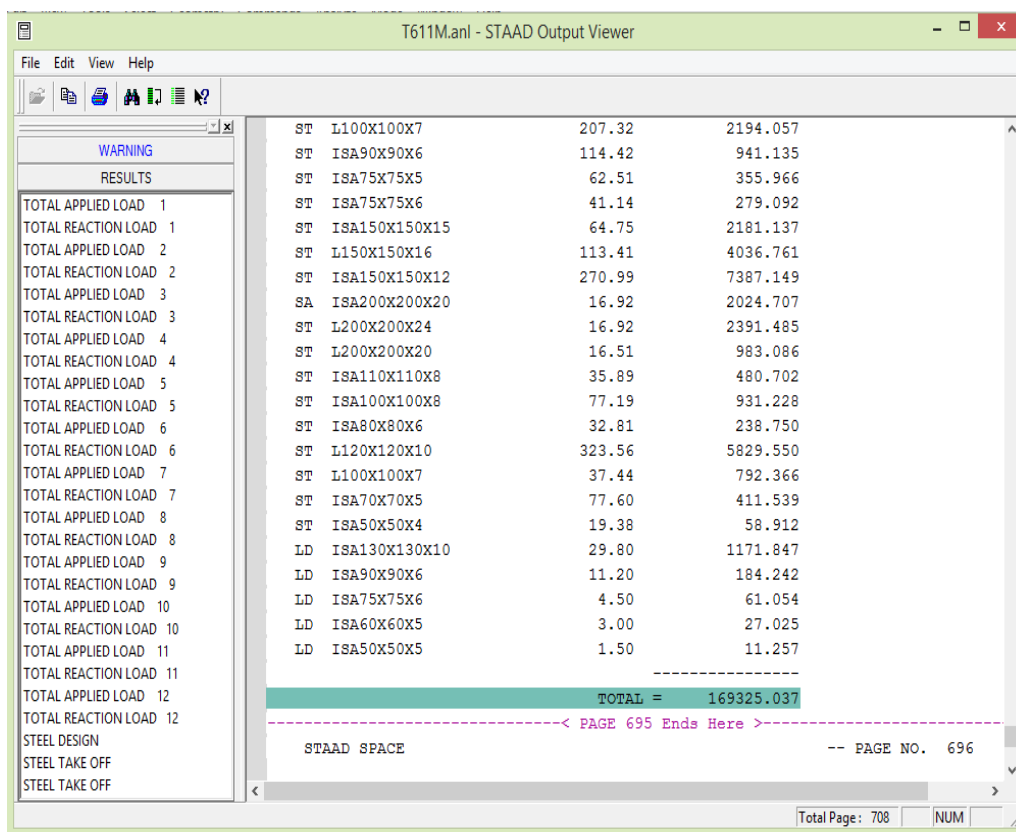 T611M.anl - STAAD Output Viewer
File Edit View Help
WARNING
RESULTS
TOTAL APPLIED LOAD 1
TOTAL REACTION LOAD 1
TOTAL APPLIED LOAD 2
TOTAL REACTION LOAD 2
TOTAL APPLIED LOAD 3
TOTAL REACTION LOAD 3
TOTAL APPLIED LOAD 4
TOTAL REACTION LOAD 4
TOTAL APPLIED LOAD 5
TOTAL REACTION LOAD 5
TOTAL APPLIED LOAD 6
TOTAL REACTION LOAD 6
TOTAL APPLIED LOAD 7
TOTAL REACTION LOAD 7
TOTAL APPLIED LOAD 8
TOTAL REACTION LOAD 8
TOTAL APPLIED LOAD 9
TOTAL REACTION LOAD 9
TOTAL APPLIED LOAD 10
TOTAL REACTION LOAD 10
TOTAL APPLIED LOAD 11
TOTAL REACTION LOAD 11
TOTAL APPLIED LOAD 12
TOTAL REACTION LOAD 12
STEEL DESIGN
STEEL TAKE OFF
STEEL TAKE OFF
ST L100X100X7 207.32 2194.057
ST ISA90X90X6 114.42 941.135
ST ISA75X75X5 62.51 355.966
ST ISA75X75X6 41.14 279.092
ST ISA150X150X15 64.75 2181.137
ST L150X150X16 113.41 4036.761
ST ISA150X150X12 270.99 7387.149
SA ISA200X200X20 16.92 2024.707
ST L200X200X24 16.92 2391.485
ST L200X200X20 16.51 983.086
ST ISA110X110X8 35.89 480.702
ST ISA100X100X8 77.19 931.228
ST ISA80X80X6 32.81 238.750
ST L120X120X10 323.56 5829.550
ST L100X100X7 37.44 792.366
ST ISA70X70X5 77.60 411.539
ST ISA50X50X4 19.38 58.912
LD ISA130X130X10 29.80 1171.847
LD ISA90X90X6 11.20 184.242
LD ISA75X75X6 4.50 61.054
LD ISA60X60X5 3.00 27.025
LD ISA50X50X5 1.50 11.257
----------------
TOTAL = 169325.037
--------------------------< PAGE 695 Ends Here >---------------------
STAAD SPACE -- PAGE NO. 696
Total Page: 708 NUM